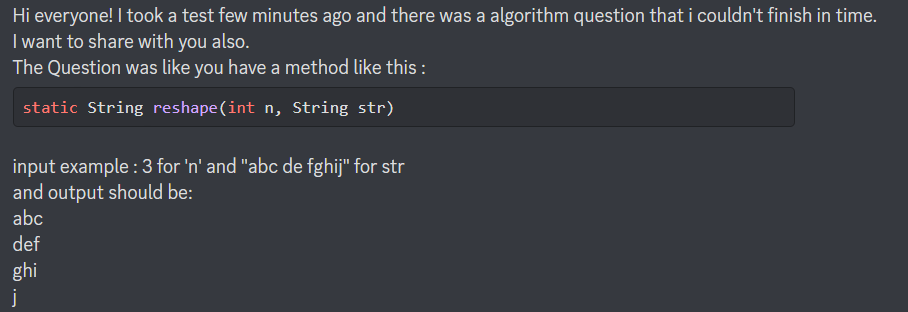 Hi everyone! I took a test few minutes ago and there was a algorithm question that i couldn't finish in time.
I want to share with you also.
The Question was like you have a method like this :
static String reshape(int n, String str)
input example : 3 for 'n' and "abc de fghij" for str
and output should be:
abc
def
ghi
j